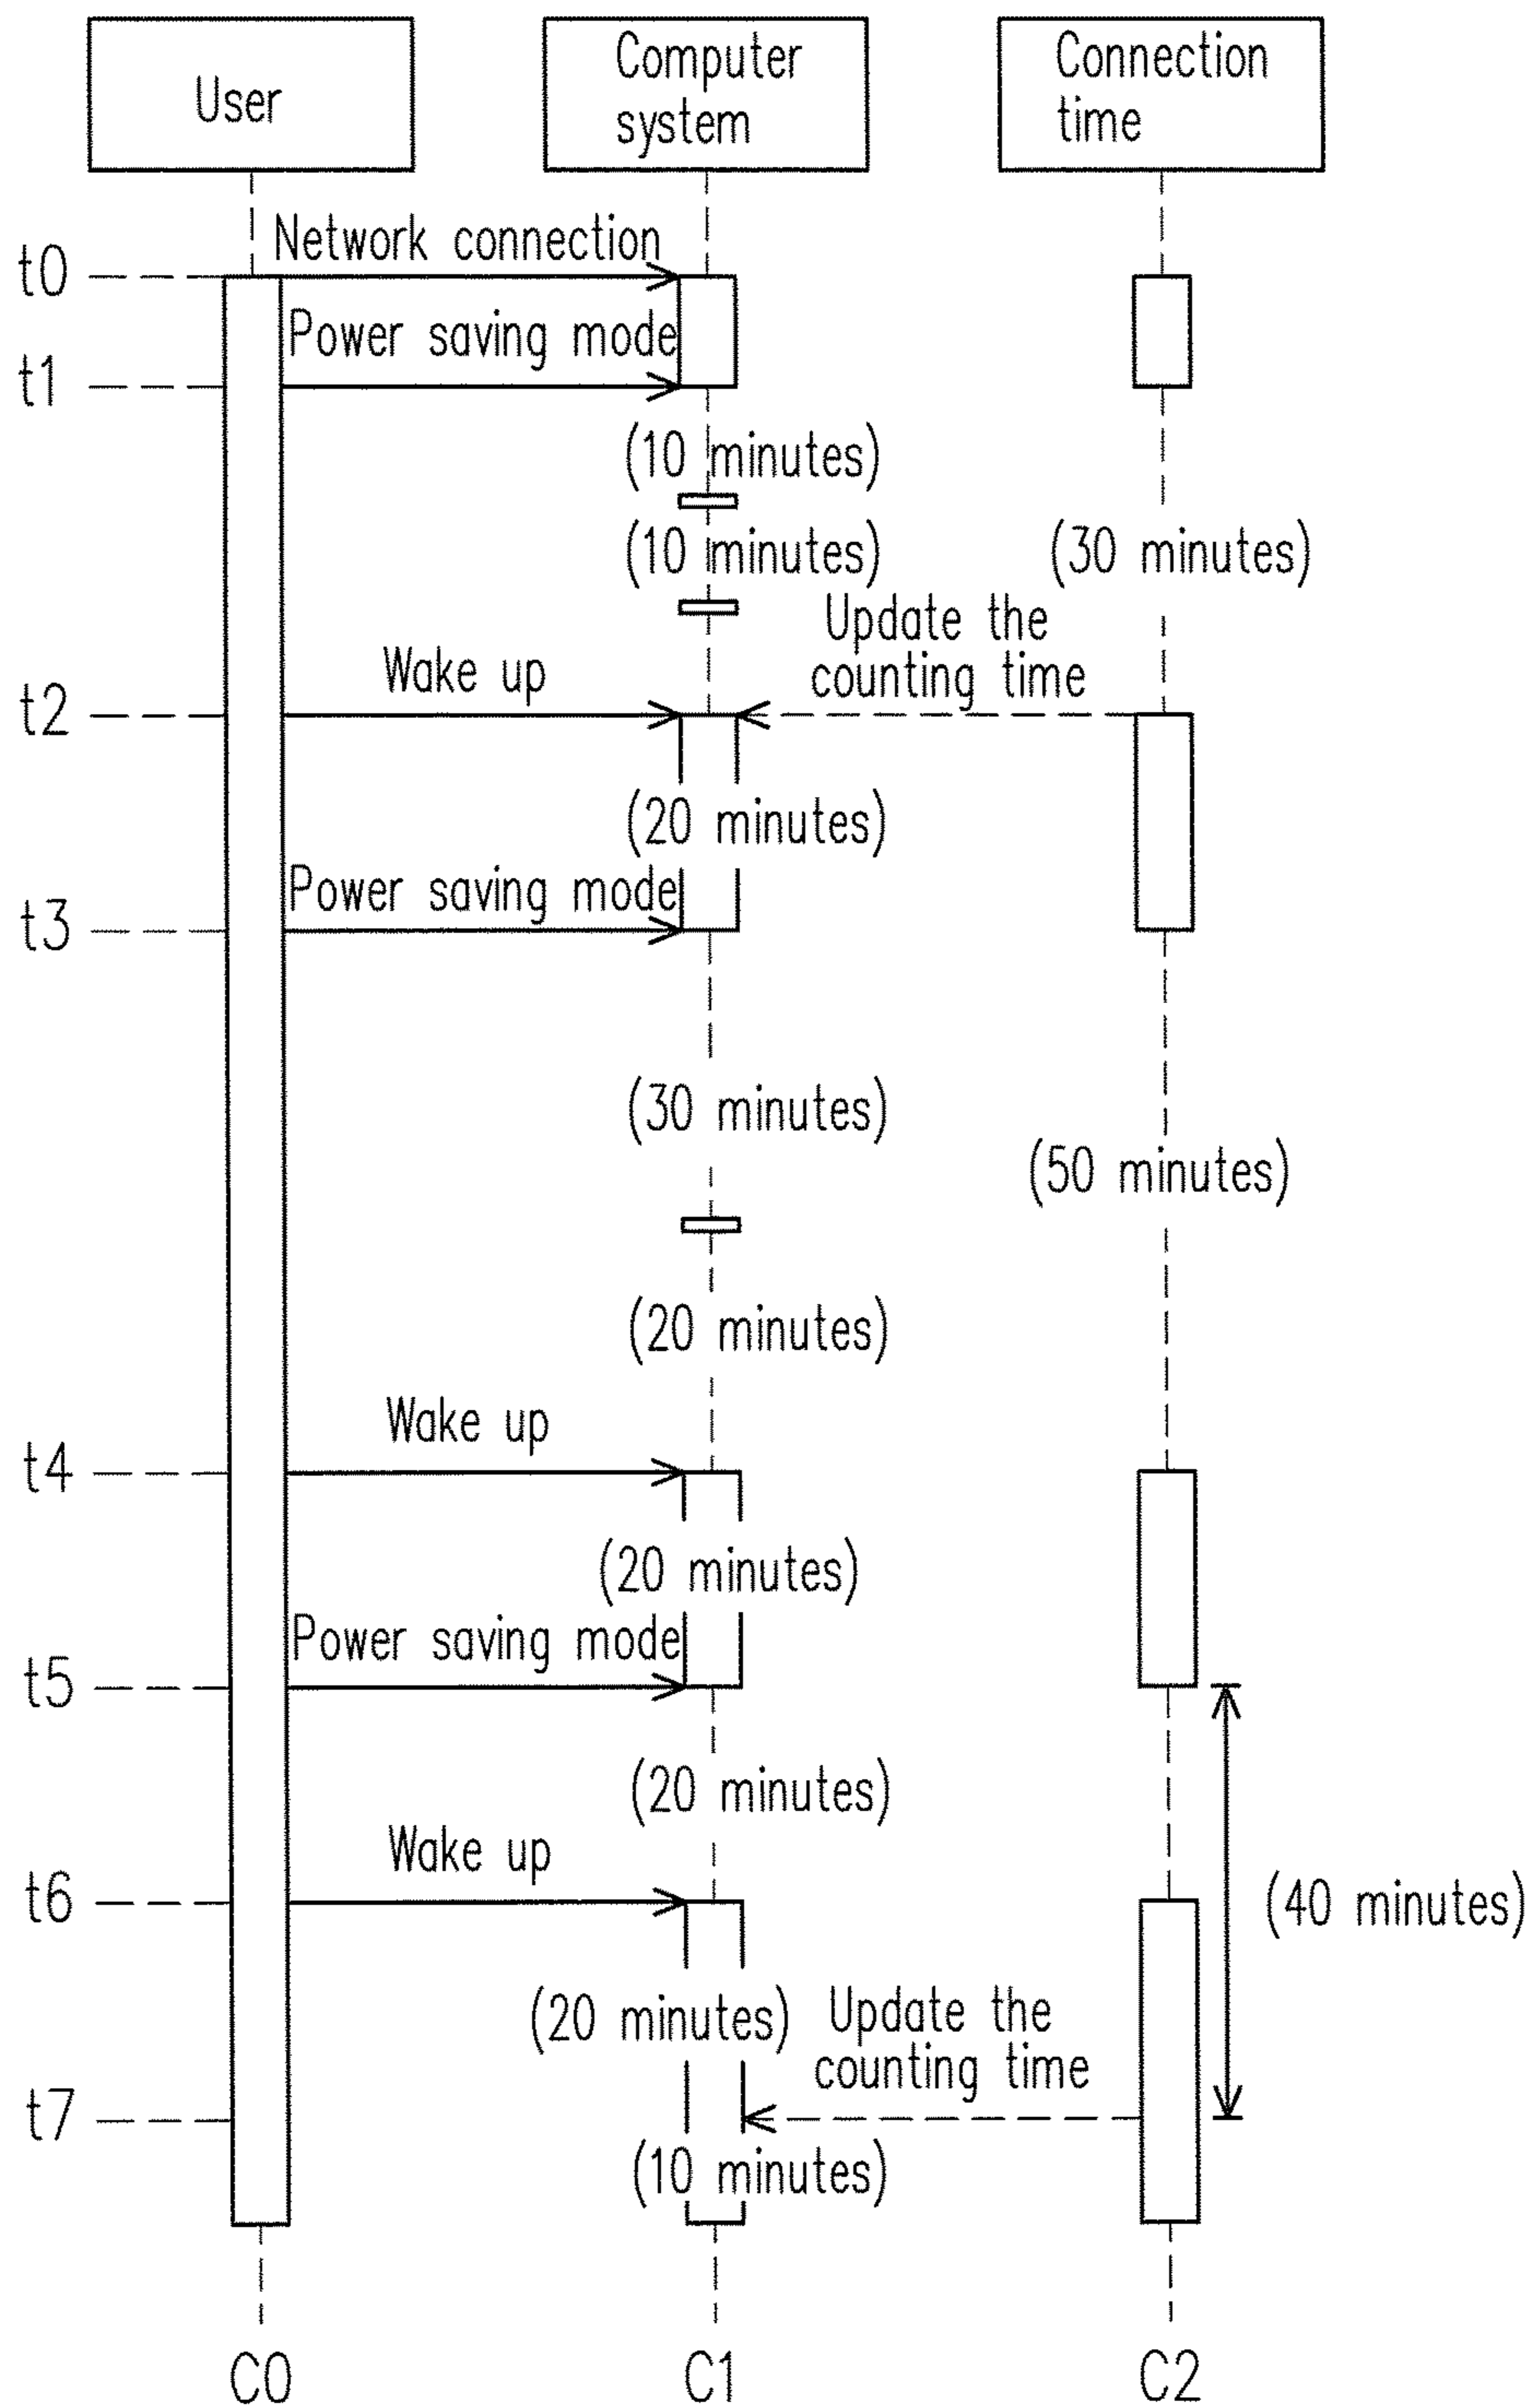 User
Computer
system
Connection
time
Network connection
t0
Power saving mode
t1
(10 minutes)
(10 minutes)
(30 minutes)
Update the
counting time
Wake up
t2
(20 minutes)
Power saving mode
t3
(30 minutes)
(50 minutes)
(20 minutes)
Wake up
t4
(20 minutes)
Power saving mode
t5
(20 minutes)
Wake up
t6
(40 minutes)
(20 minutes)
Update the
counting time
t7
(10 minutes)
C0
C1
C2